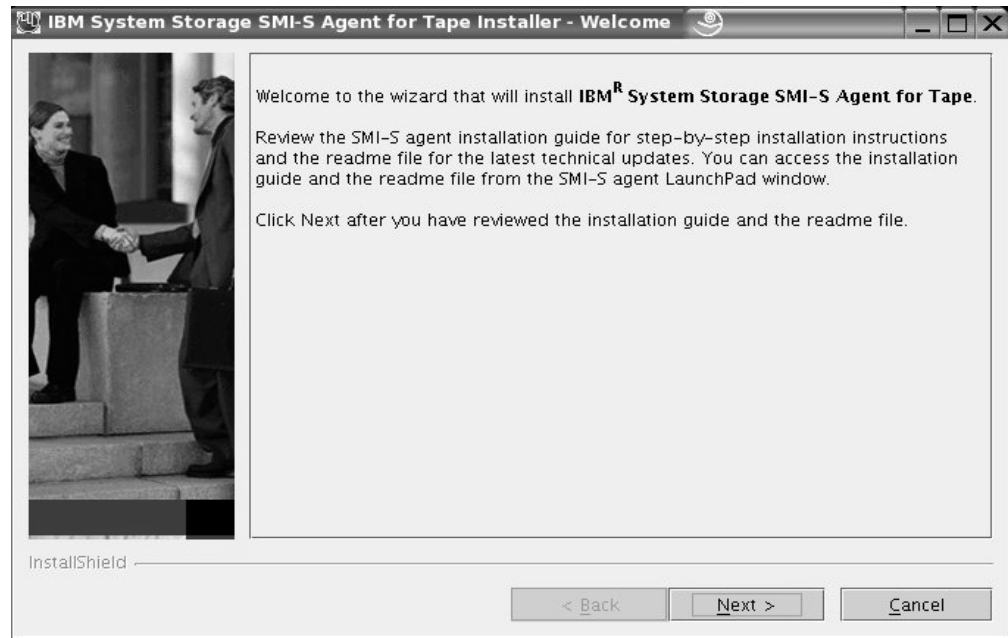 IBM System Storage SMI-S Agent for Tape Installer - Welcome
Welcome to the wizard that will install IBM^R System Storage SMI-S Agent for Tape.
Review the SMI-S agent installation guide for step-by-step installation instructions
and the readme file for the latest technical updates. You can access the installation
guide and the readme file from the SMI-S agent LaunchPad window.
Click Next after you have reviewed the installation guide and the readme file.
InstallShield
< Back
Next >
Cancel